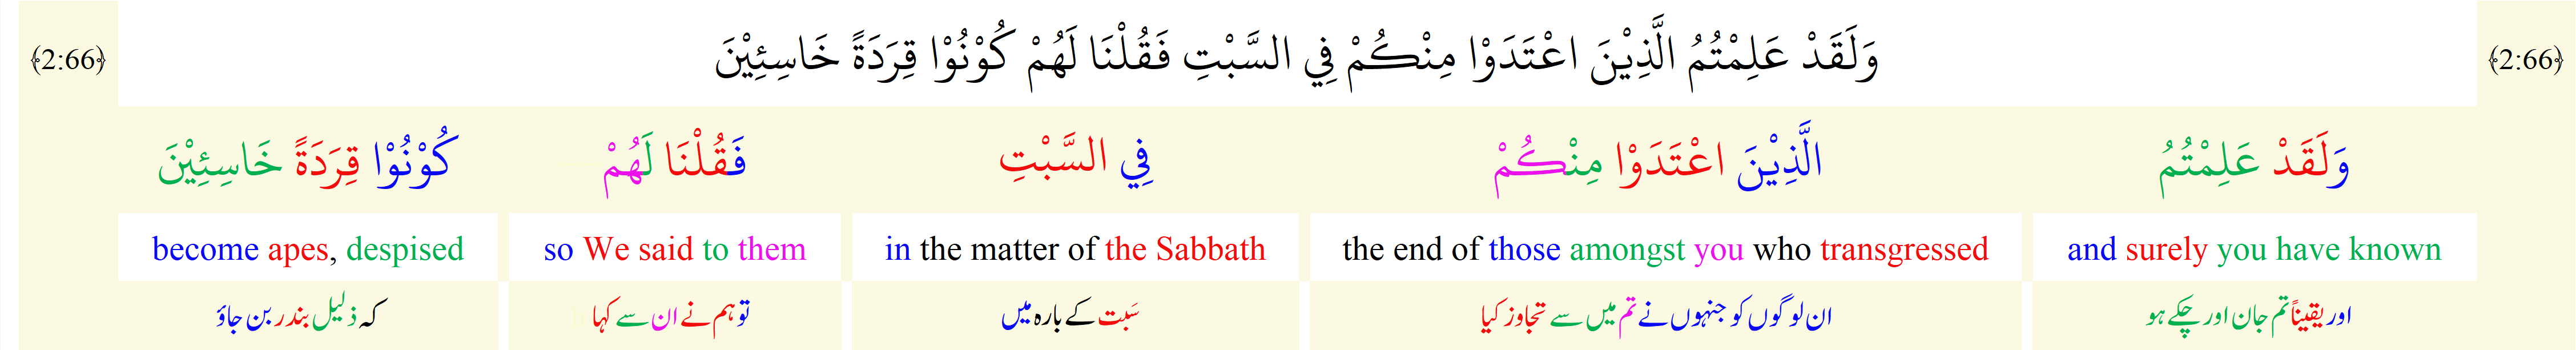 ﴿2:66﴾ وَلَقَدْ عَلِمْتُمُ الَّذِيْنَ اعْتَدَوْا مِنْكُمْ فِي السَّبْتِ فَقُلْنَا لَهُمْ كُوْنُوْا قِرَدَةً خَاسِئِيْنَ ﴿2:66﴾
وَلَقَدْ عَلِمْتُمُ الَّذِيْنَ اعْتَدَوْا مِنْكُمْ فِي السَّبْتِ فَقُلْنَا لَهُمْ كُوْنُوْا قِرَدَةً خَاسِئِيْنَ
and surely you have known the end of those amongst you who transgressed in the matter of the Sabbath so We said to them become apes, despised
اور یقیناً تم جان اور چکے ہو ان لوگوں کو جنہوں نے تم میں سے تجاوز کیا سَبت کے بارہ میں تو ہم نے ان سے کہا کہ ذلیل بندر بن جاؤ